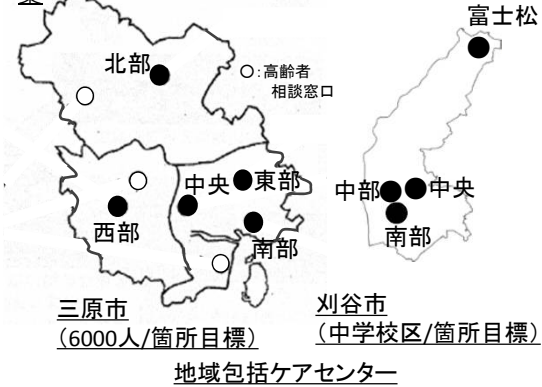 富士松
北部
○:高齢者
相談窓口
中央
東部
中部
中央
西部
南部
南部
三原市
(6000人/箇所目標)
刈谷市
(中学校区/箇所目標)
地域包括ケアセンター